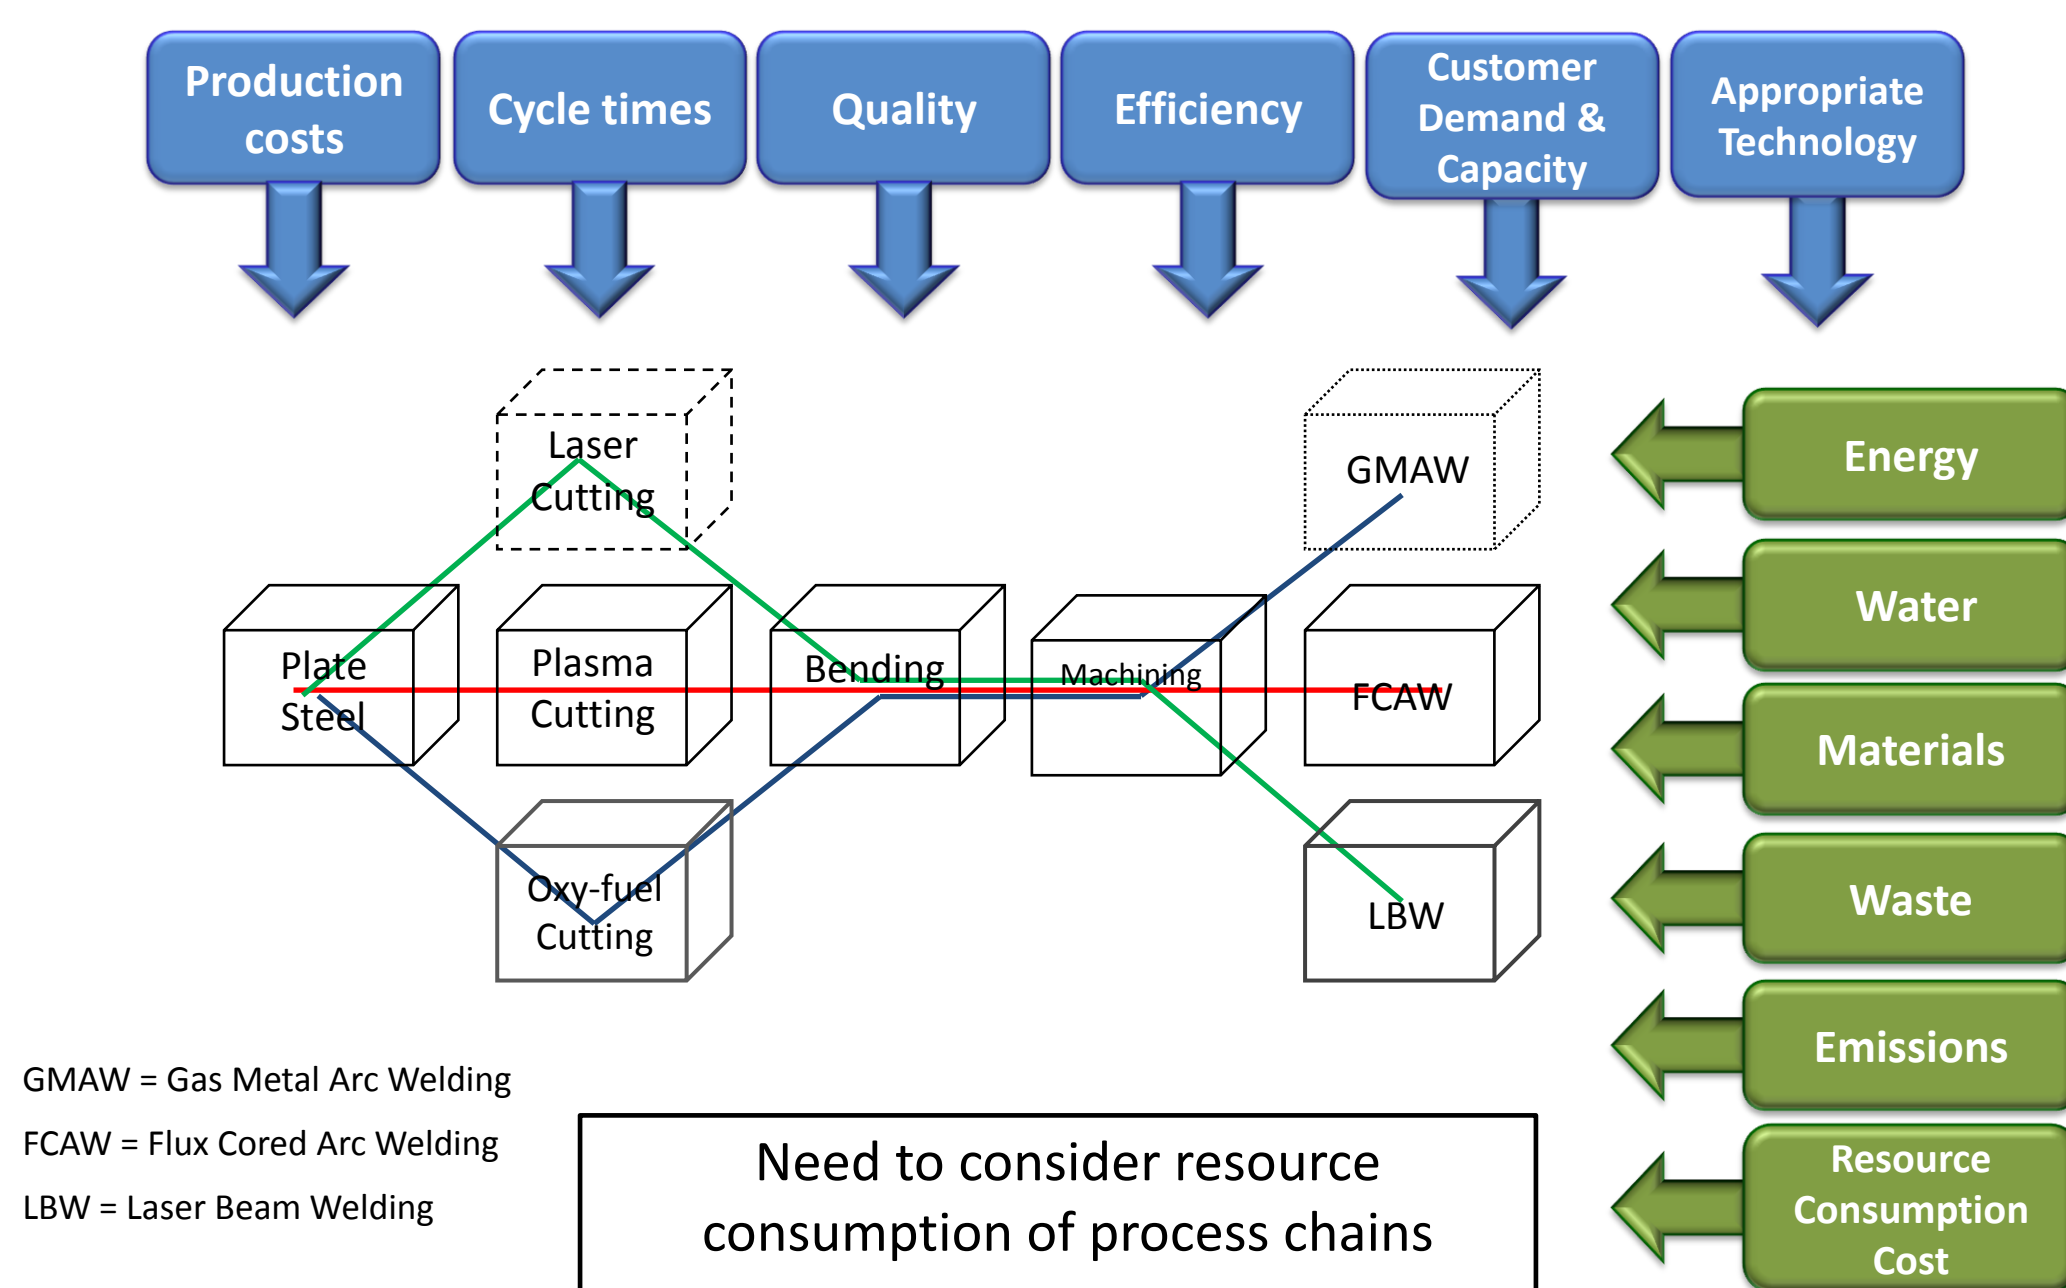 Production
costs
Cycle times
Quality
Efficiency
Customer
Demand &
Capacity
Appropriate
Technology
Laser
Cutting
GMAW
Plate
Steel
Plasma
Cutting
Bending
Machining
FCAW
Oxy-fuel
Cutting
LBW
Energy
Water
Materials
Waste
Emissions
Resource
Consumption
Cost
GMAW = Gas Metal Arc Welding
FCAW = Flux Cored Arc Welding
LBW = Laser Beam Welding
Need to consider resource
consumption of process chains